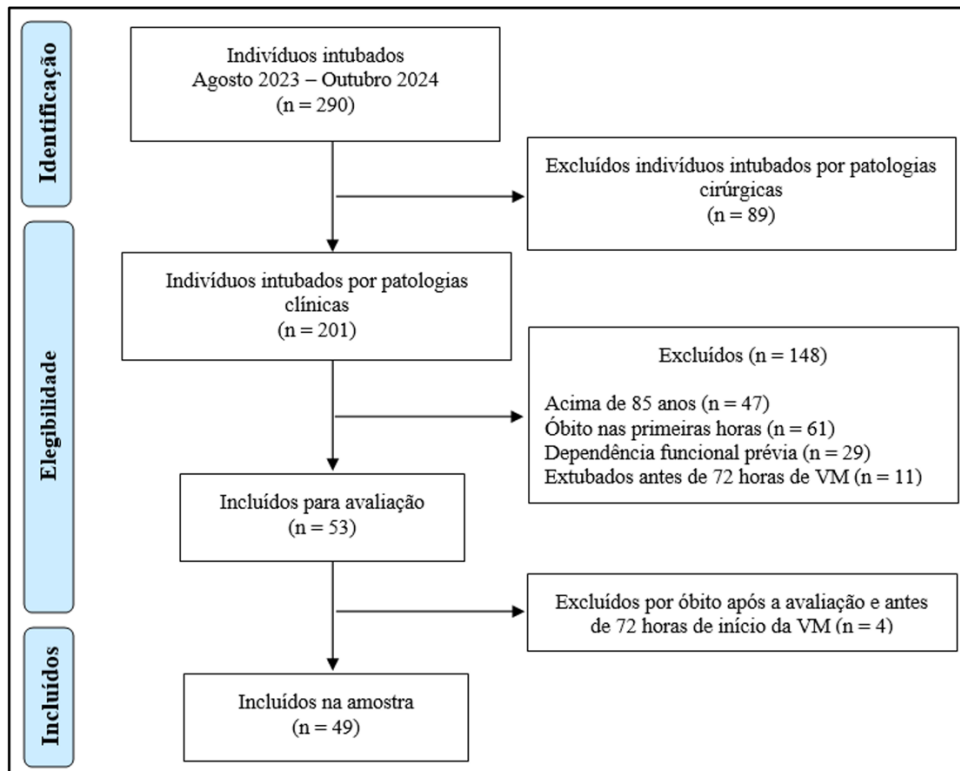 Identificação
Indivíduos intubados
Agosto 2023 – Outubro 2024
(n = 290)
Excluídos indivíduos intubados por patologias
cirúrgicas
(n = 89)
Elegibilidade
Indivíduos intubados por patologias
clínicas
(n = 201)
Excluídos (n = 148)
Acima de 85 anos (n = 47)
Óbito nas primeiras horas (n = 61)
Dependência funcional prévia (n = 29)
Extubados antes de 72 horas de VM (n = 11)
Incluídos para avaliação
(n = 53)
Excluídos por óbito após a avaliação e antes
de 72 horas de início da VM (n = 4)
Incluídos
Incluídos na amostra
(n = 49)